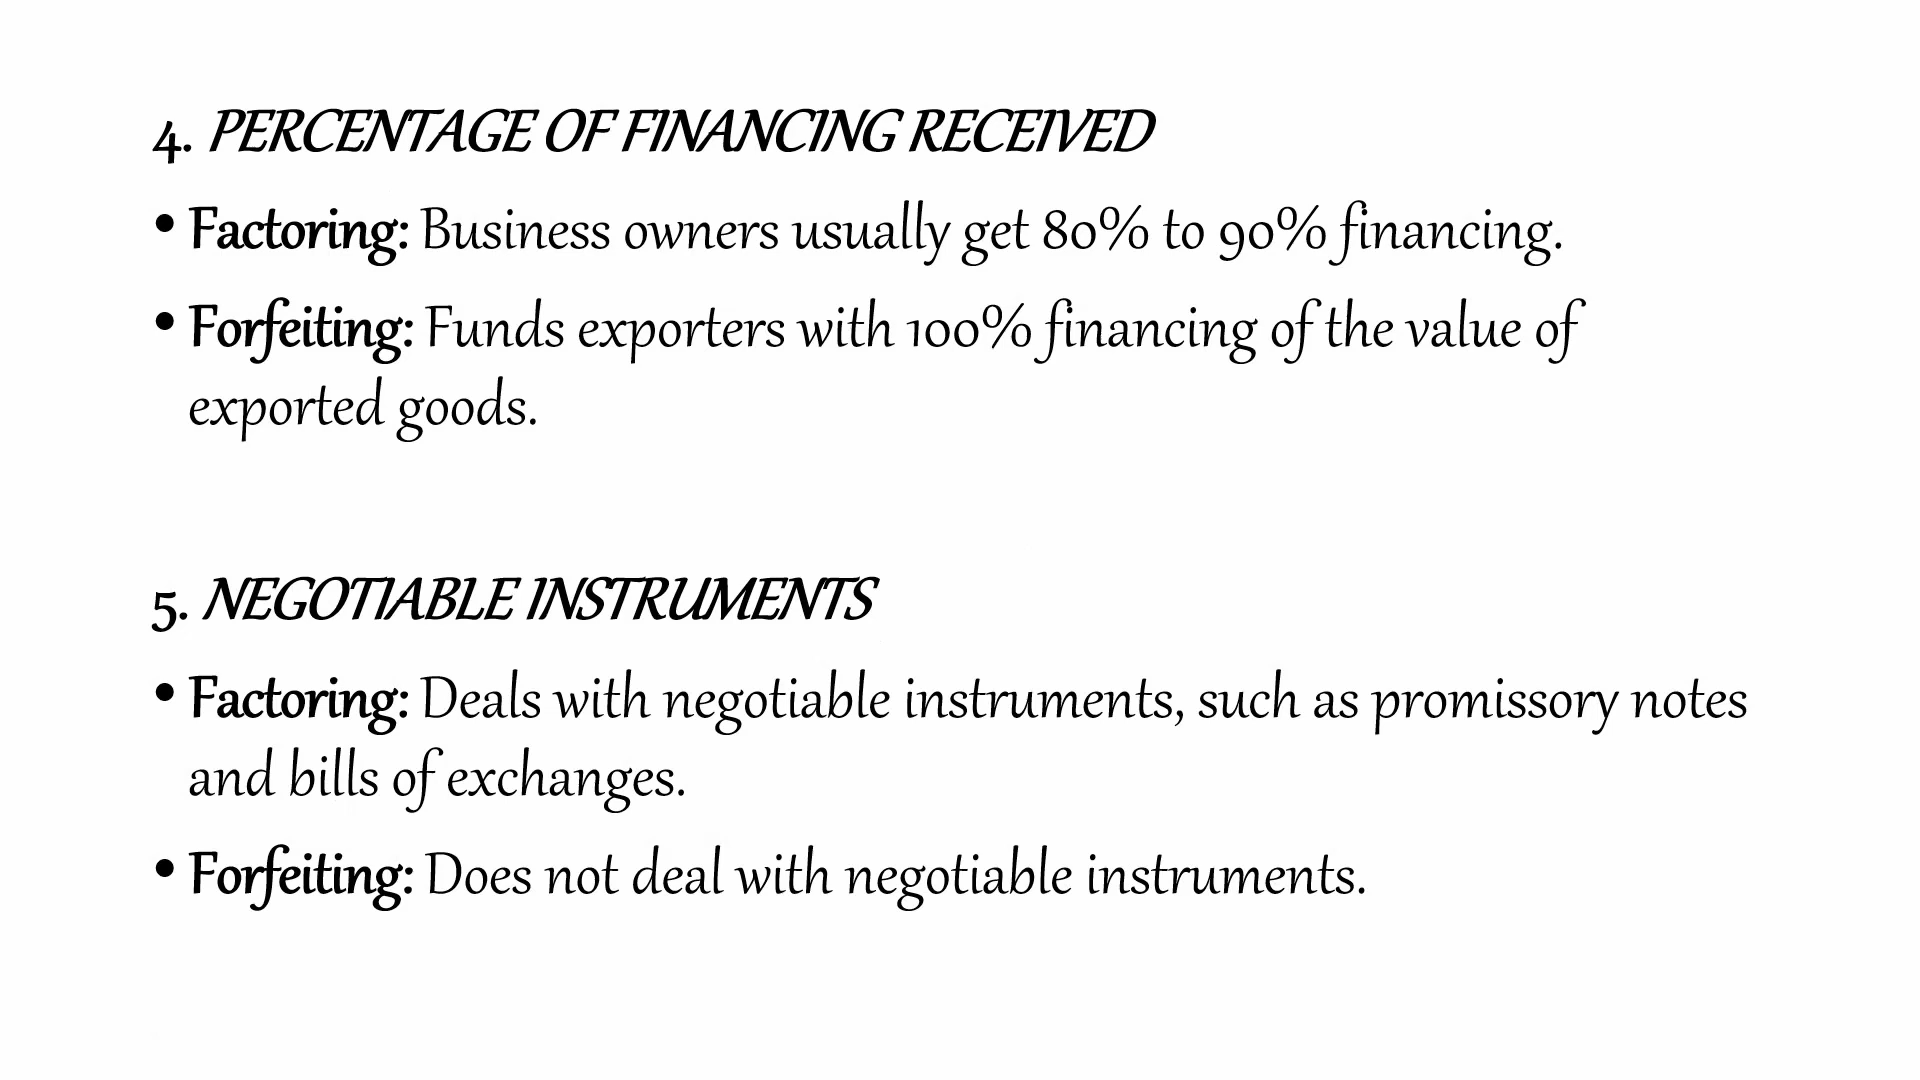 4. PERCENTAGE OF FINANCING RECEIVED
• Factoring: Business owners usually get 80% to 90% financing.
• Forfeiting: Funds exporters with 100% financing of the value of
exported goods.
5. NEGOTIABLE INSTRUMENTS
• Factoring: Deals with negotiable instruments, such as promissory notes
and bills of exchanges.
• Forfeiting: Does not deal with negotiable instruments.